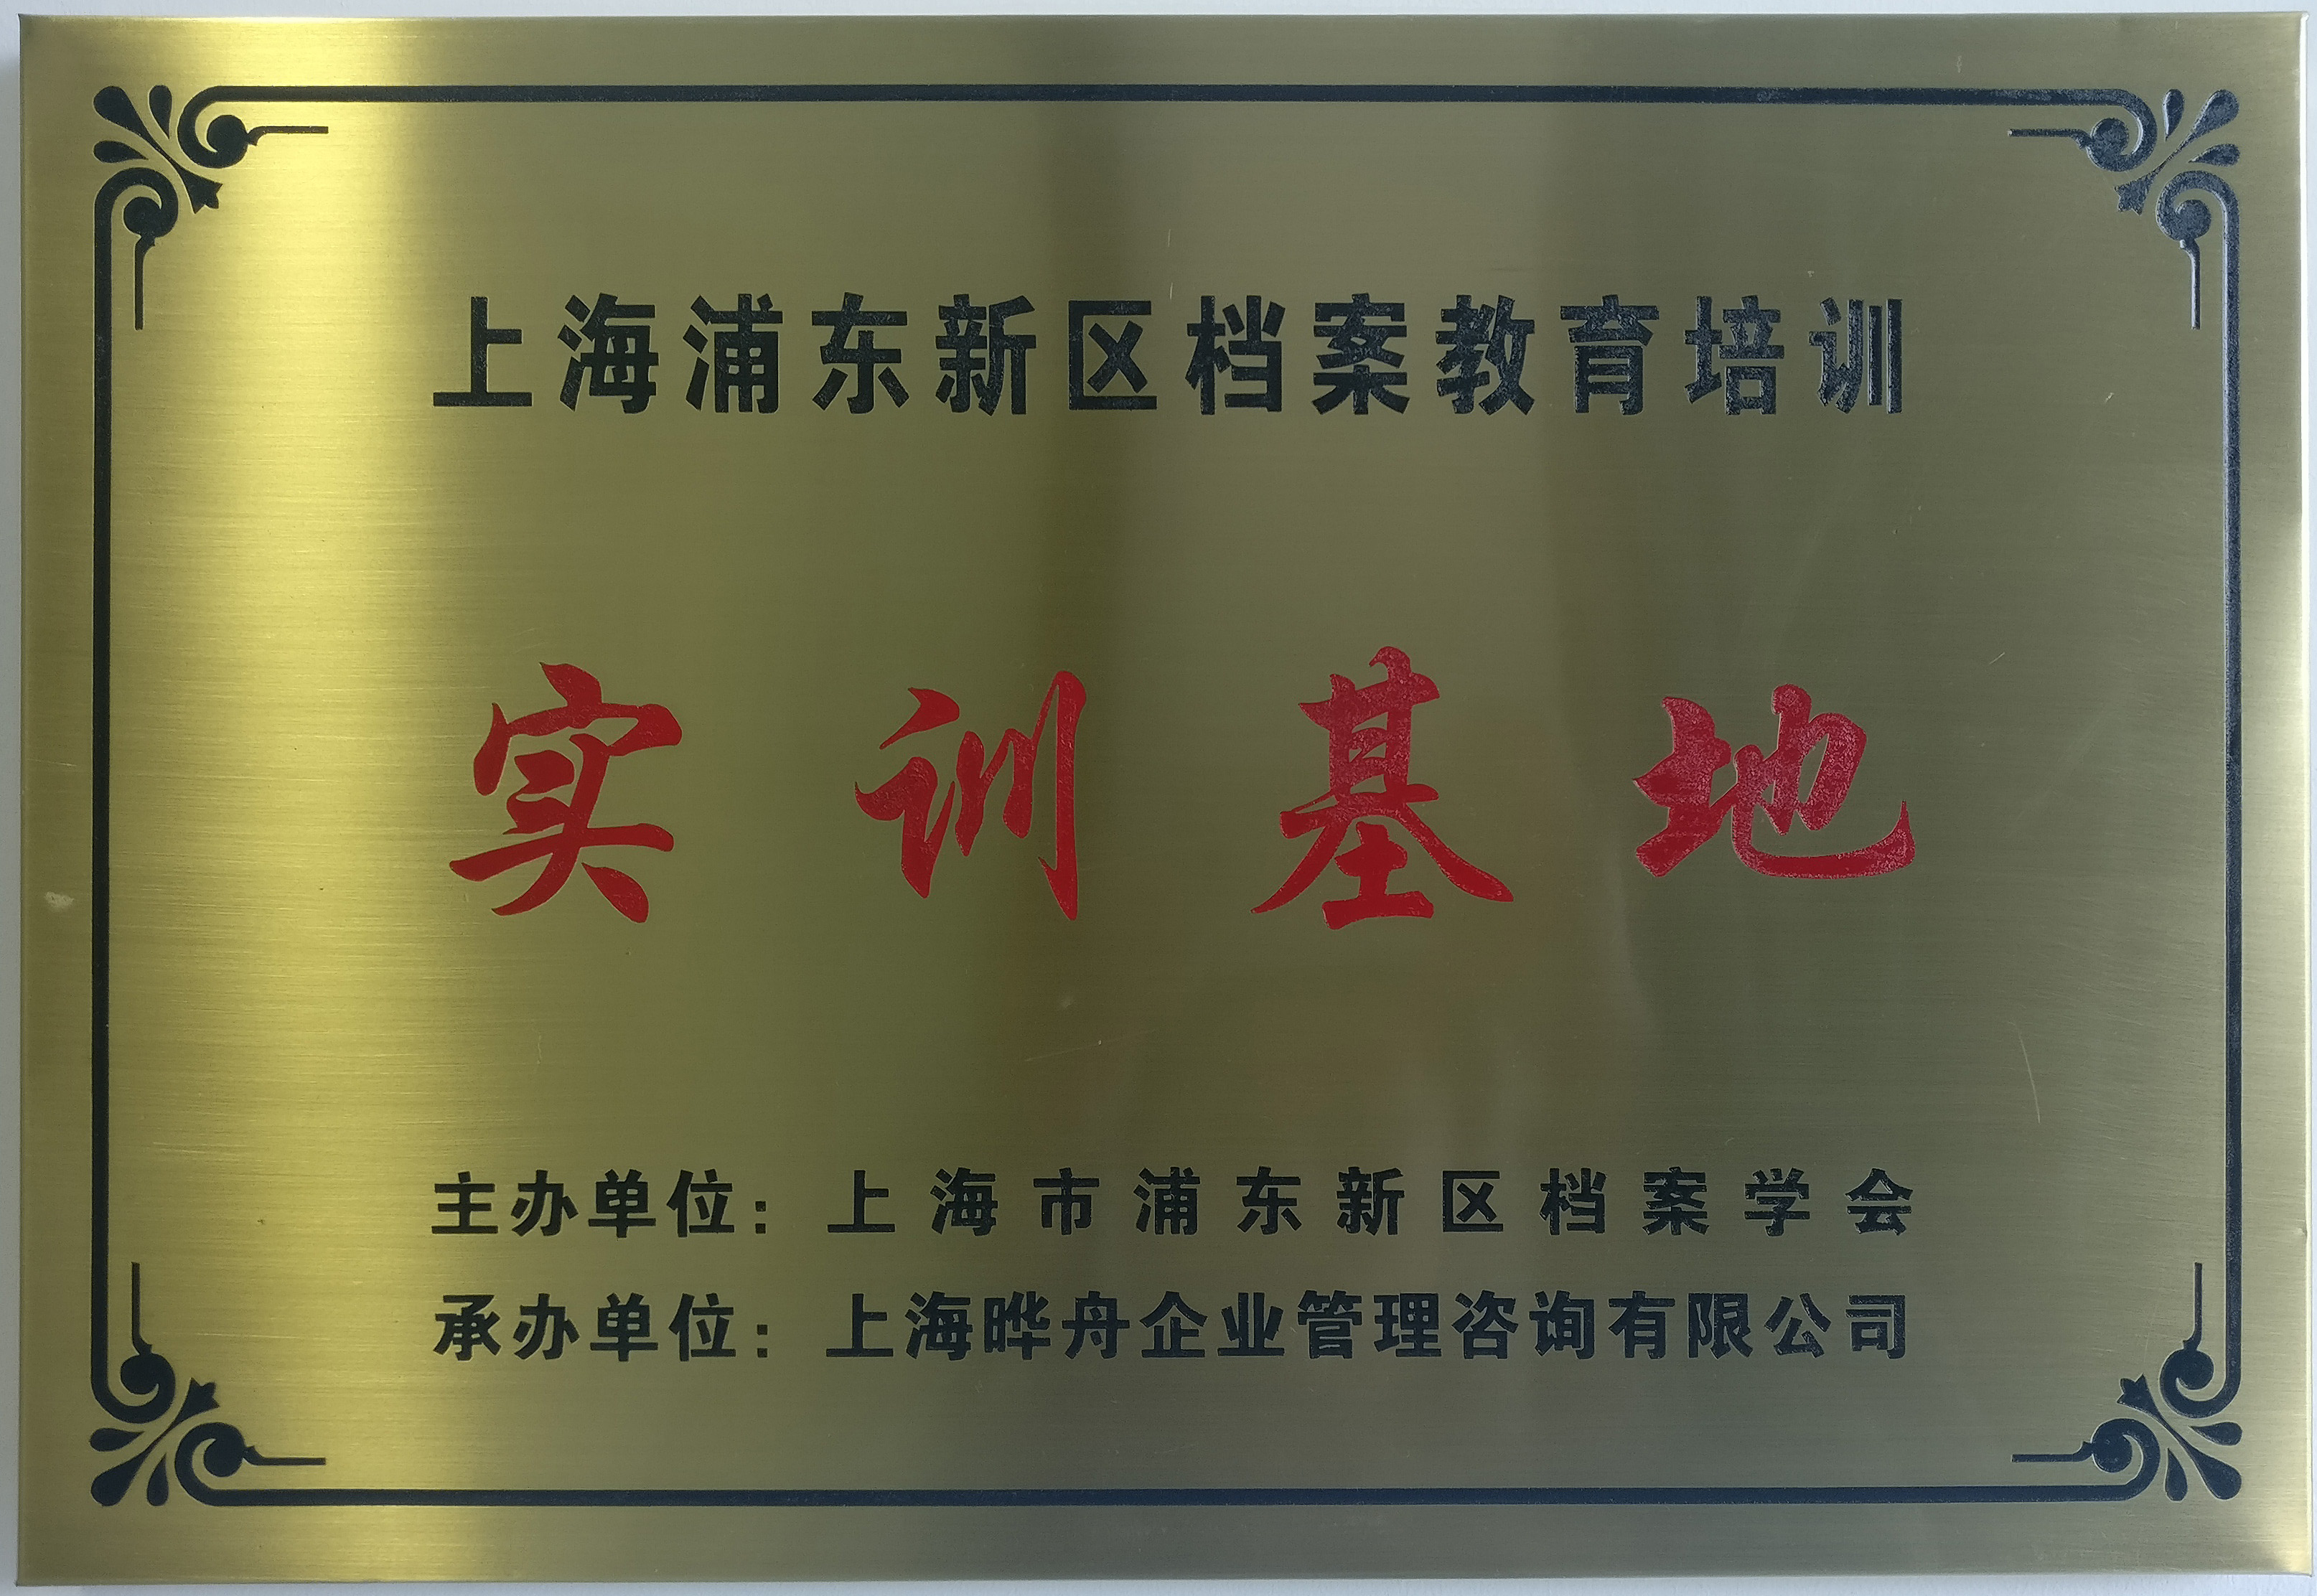 上海浦东新区档案教育培训
实训基地
主办单位：上海市浦东新区档案学会
承办单位：上海晔舟企业管理咨询有限公司